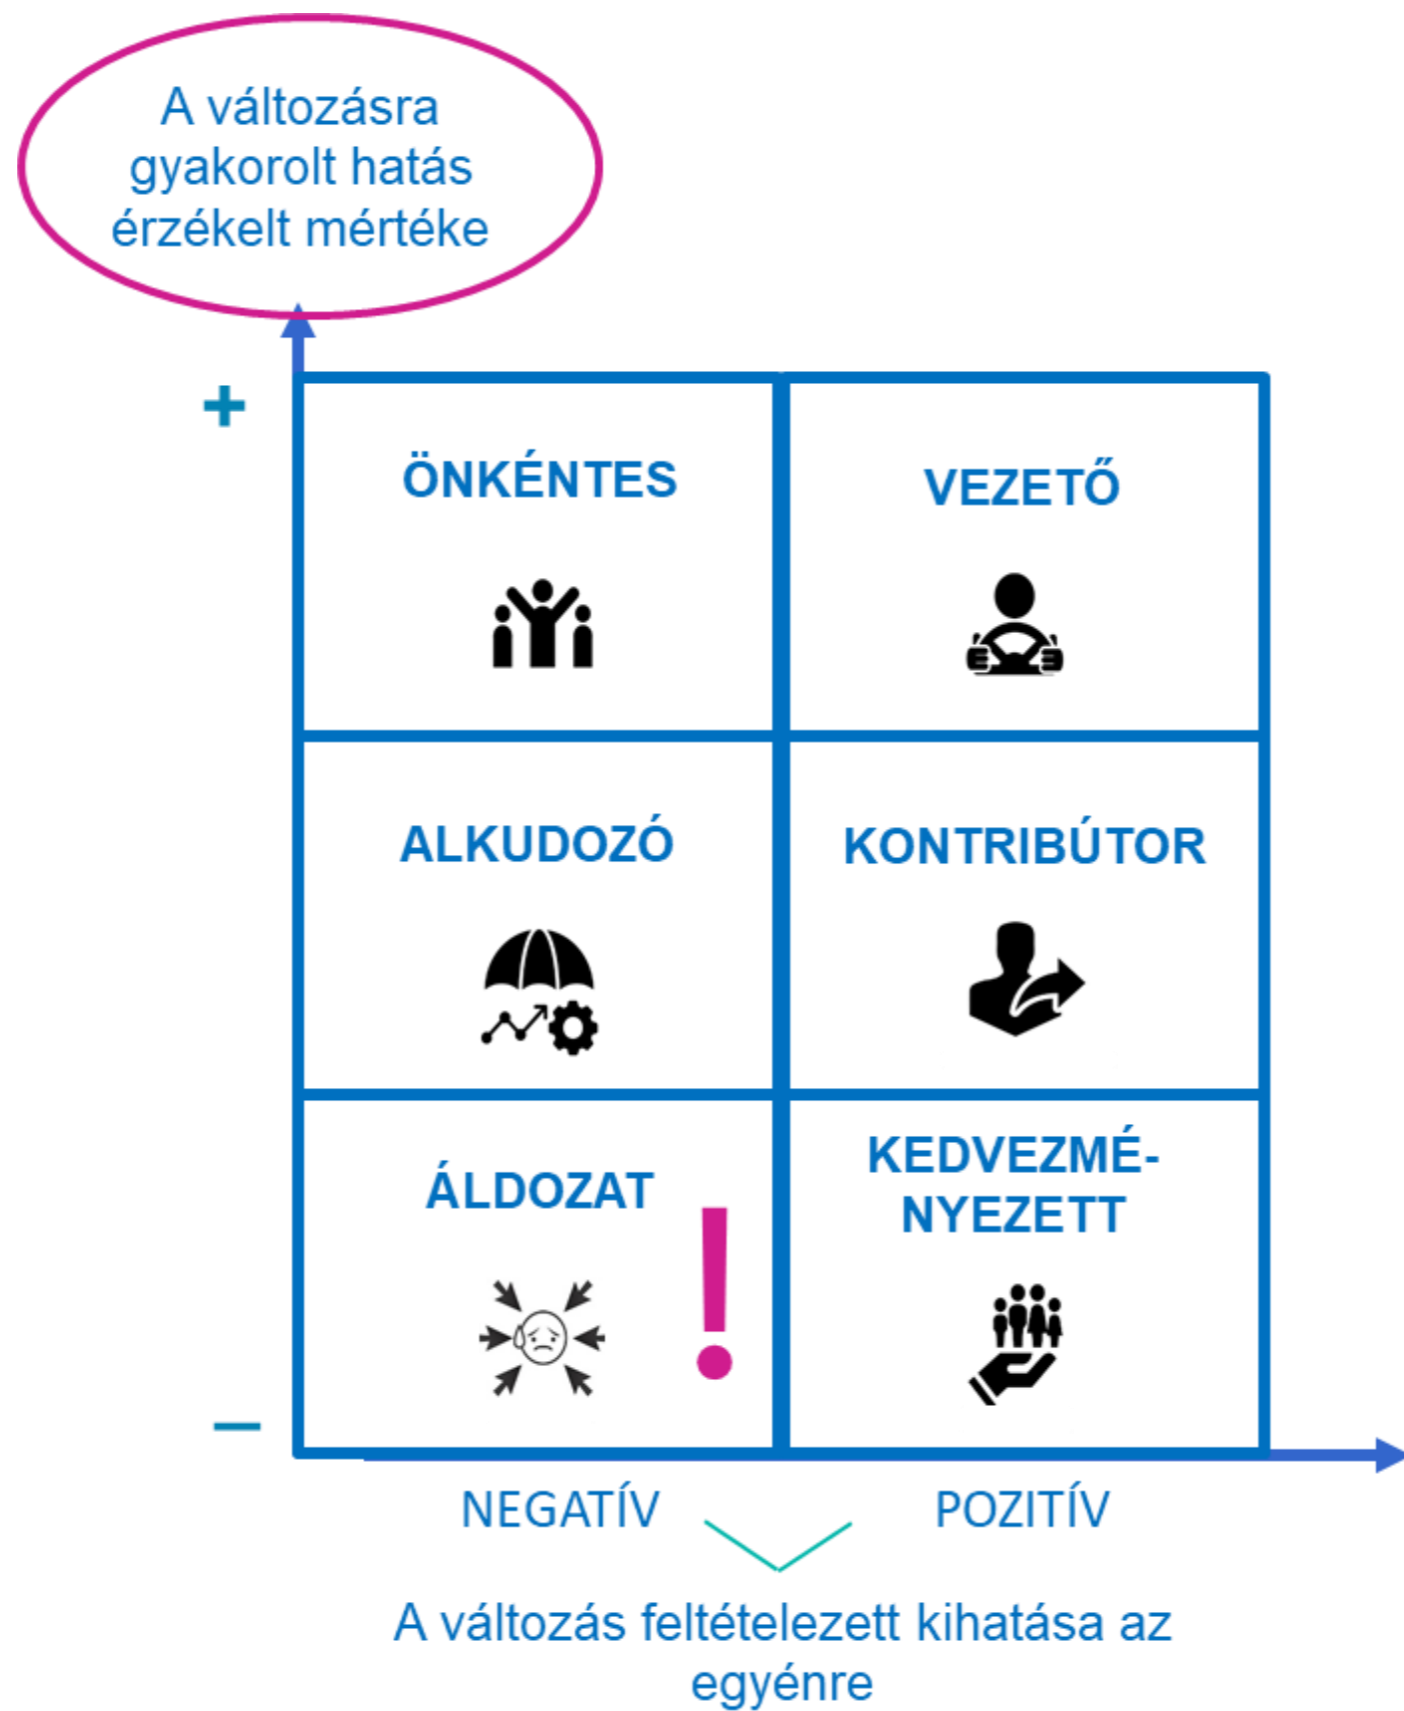 A változásra
gyakorolt hatás
érzékelt mértéke
+
ÖNKÉNTES
VEZETŐ
ALKUDOZÓ
KONTRIBÚTOR
ÁLDOZAT
!
KEDVEZMÉ-
NYEZETT
–
NEGATÍV
POZITÍV
A változás feltételezett kihatása az
egyénre